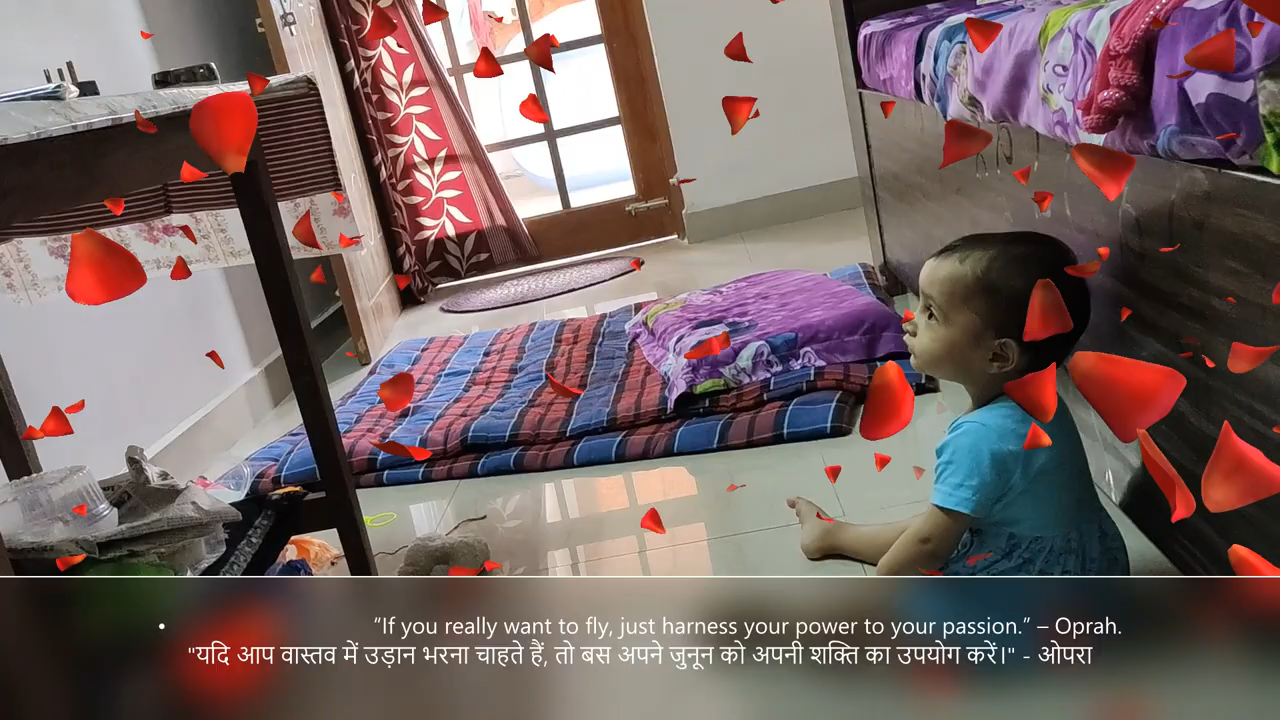 • “If you really want to fly, just harness your power to your passion.” – Oprah.
"यदि आप वास्तव में उड़ान भरना चाहते हैं, तो बस अपने जुनून को अपनी शक्ति का उपयोग करें।" - ओपरा